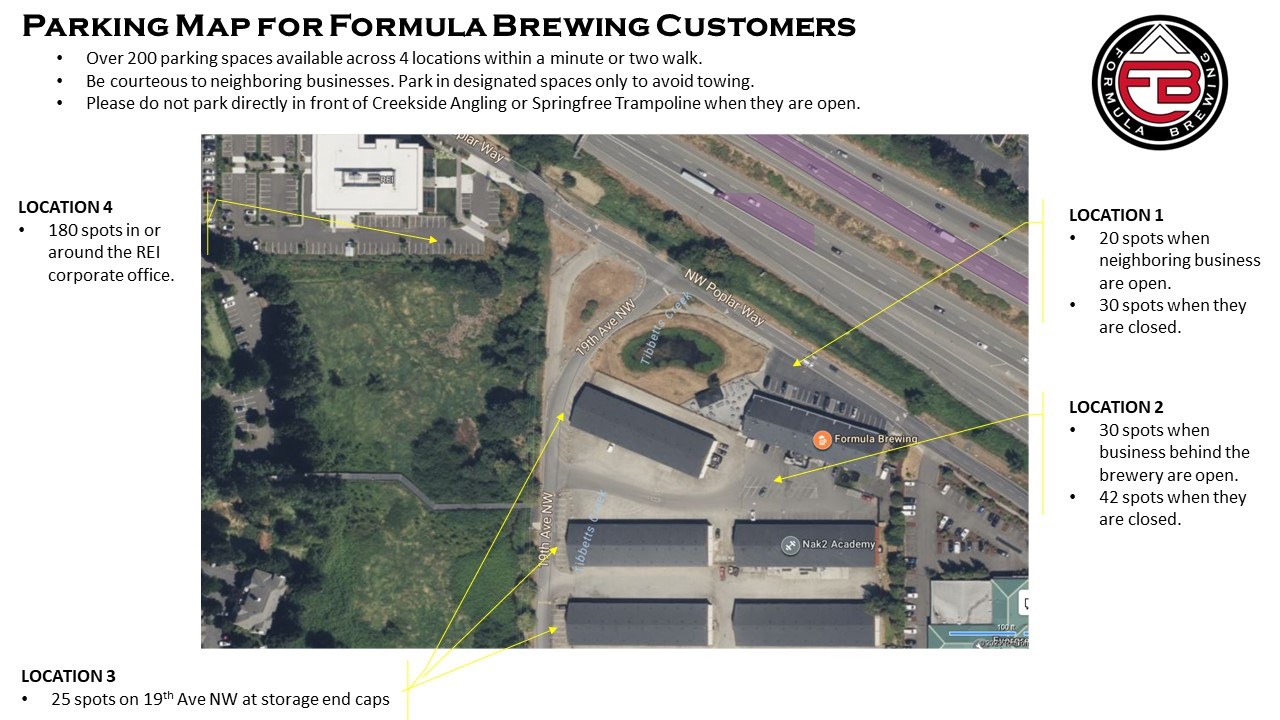 PARKING MAP FOR FORMULA BREWING CUSTOMERS
• Over 200 parking spaces available across 4 locations within a minute or two walk.
• Be courteous to neighboring businesses. Park in designated spaces only to avoid towing.
• Please do not park directly in front of Creekside Angling or Springfree Trampoline when they are open.
FORMULA BREWING
FB
LOCATION 4
• 180 spots in or
around the REI
corporate office.
LOCATION 1
• 20 spots when
neighboring business
are open.
• 30 spots when they
are closed.
LOCATION 2
• 30 spots when
business behind the
brewery are open.
• 42 spots when they
are closed.
LOCATION 3
• 25 spots on 19th Ave NW at storage end caps
plar Way
REI
NW Poplar Way
19th Ave NW
Tibbetts Creek
Formula Brewing
19th Ave NW
Tibbetts Creek
Nak2 Academy
100 ft